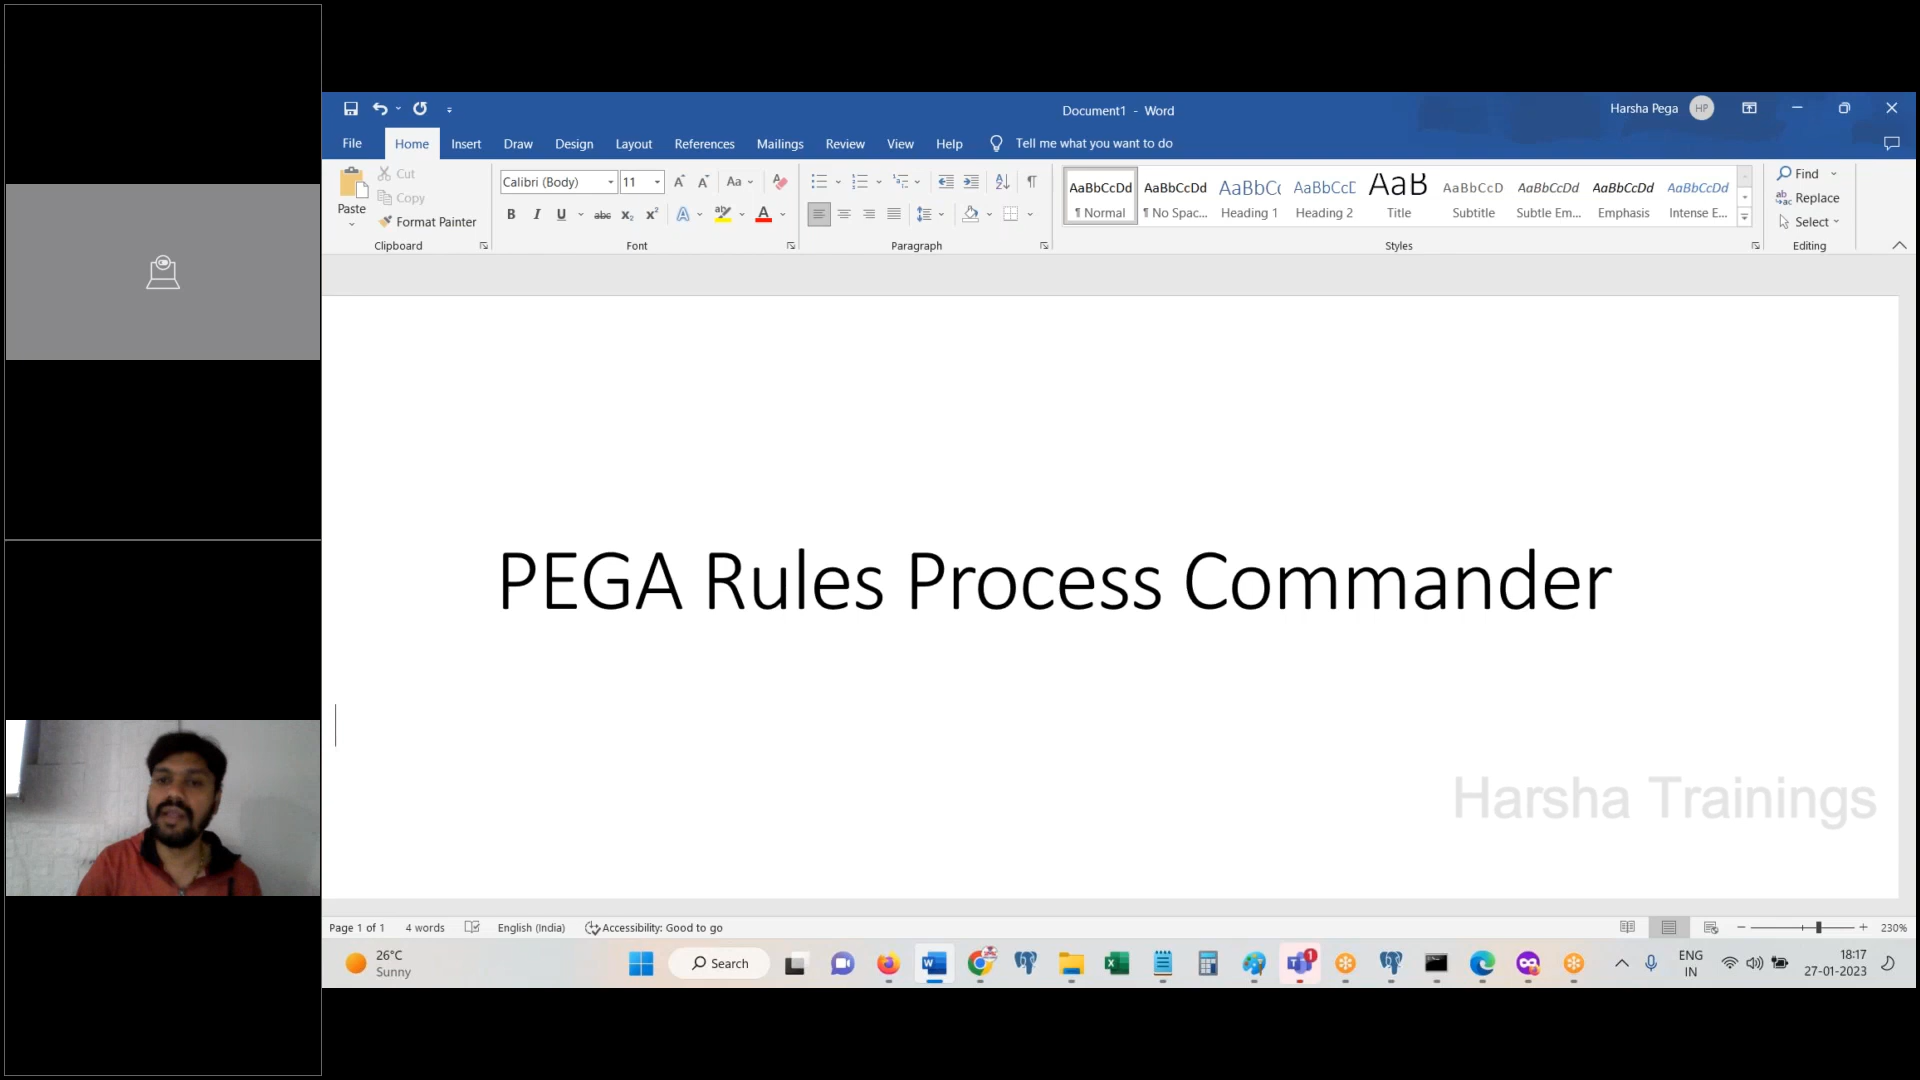 Document1 - Word
Harsha Pega
HP
File
Home
Insert
Draw
Design
Layout
References
Mailings
Review
View
Help
Tell me what you want to do
Paste
Cut
Copy
Format Painter
Clipboard
Calibri (Body)
11
Font
Paragraph
AaBbCcDd
¶ Normal
AaBbCcDd
¶ No Spac...
AaBbCc
Heading 1
AaBbCcD
Heading 2
AaB
Title
AaBbCcD
Subtitle
AaBbCcDd
Subtle Em...
AaBbCcDd
Emphasis
AaBbCcDd
Intense E...
Styles
Find
Replace
Select
Editing
PEGA Rules Process Commander
Harsha Trainings
Page 1 of 1
4 words
English (India)
Accessibility: Good to go
230%
26°C
Sunny
Search
1
ENG
IN
18:17
27-01-2023